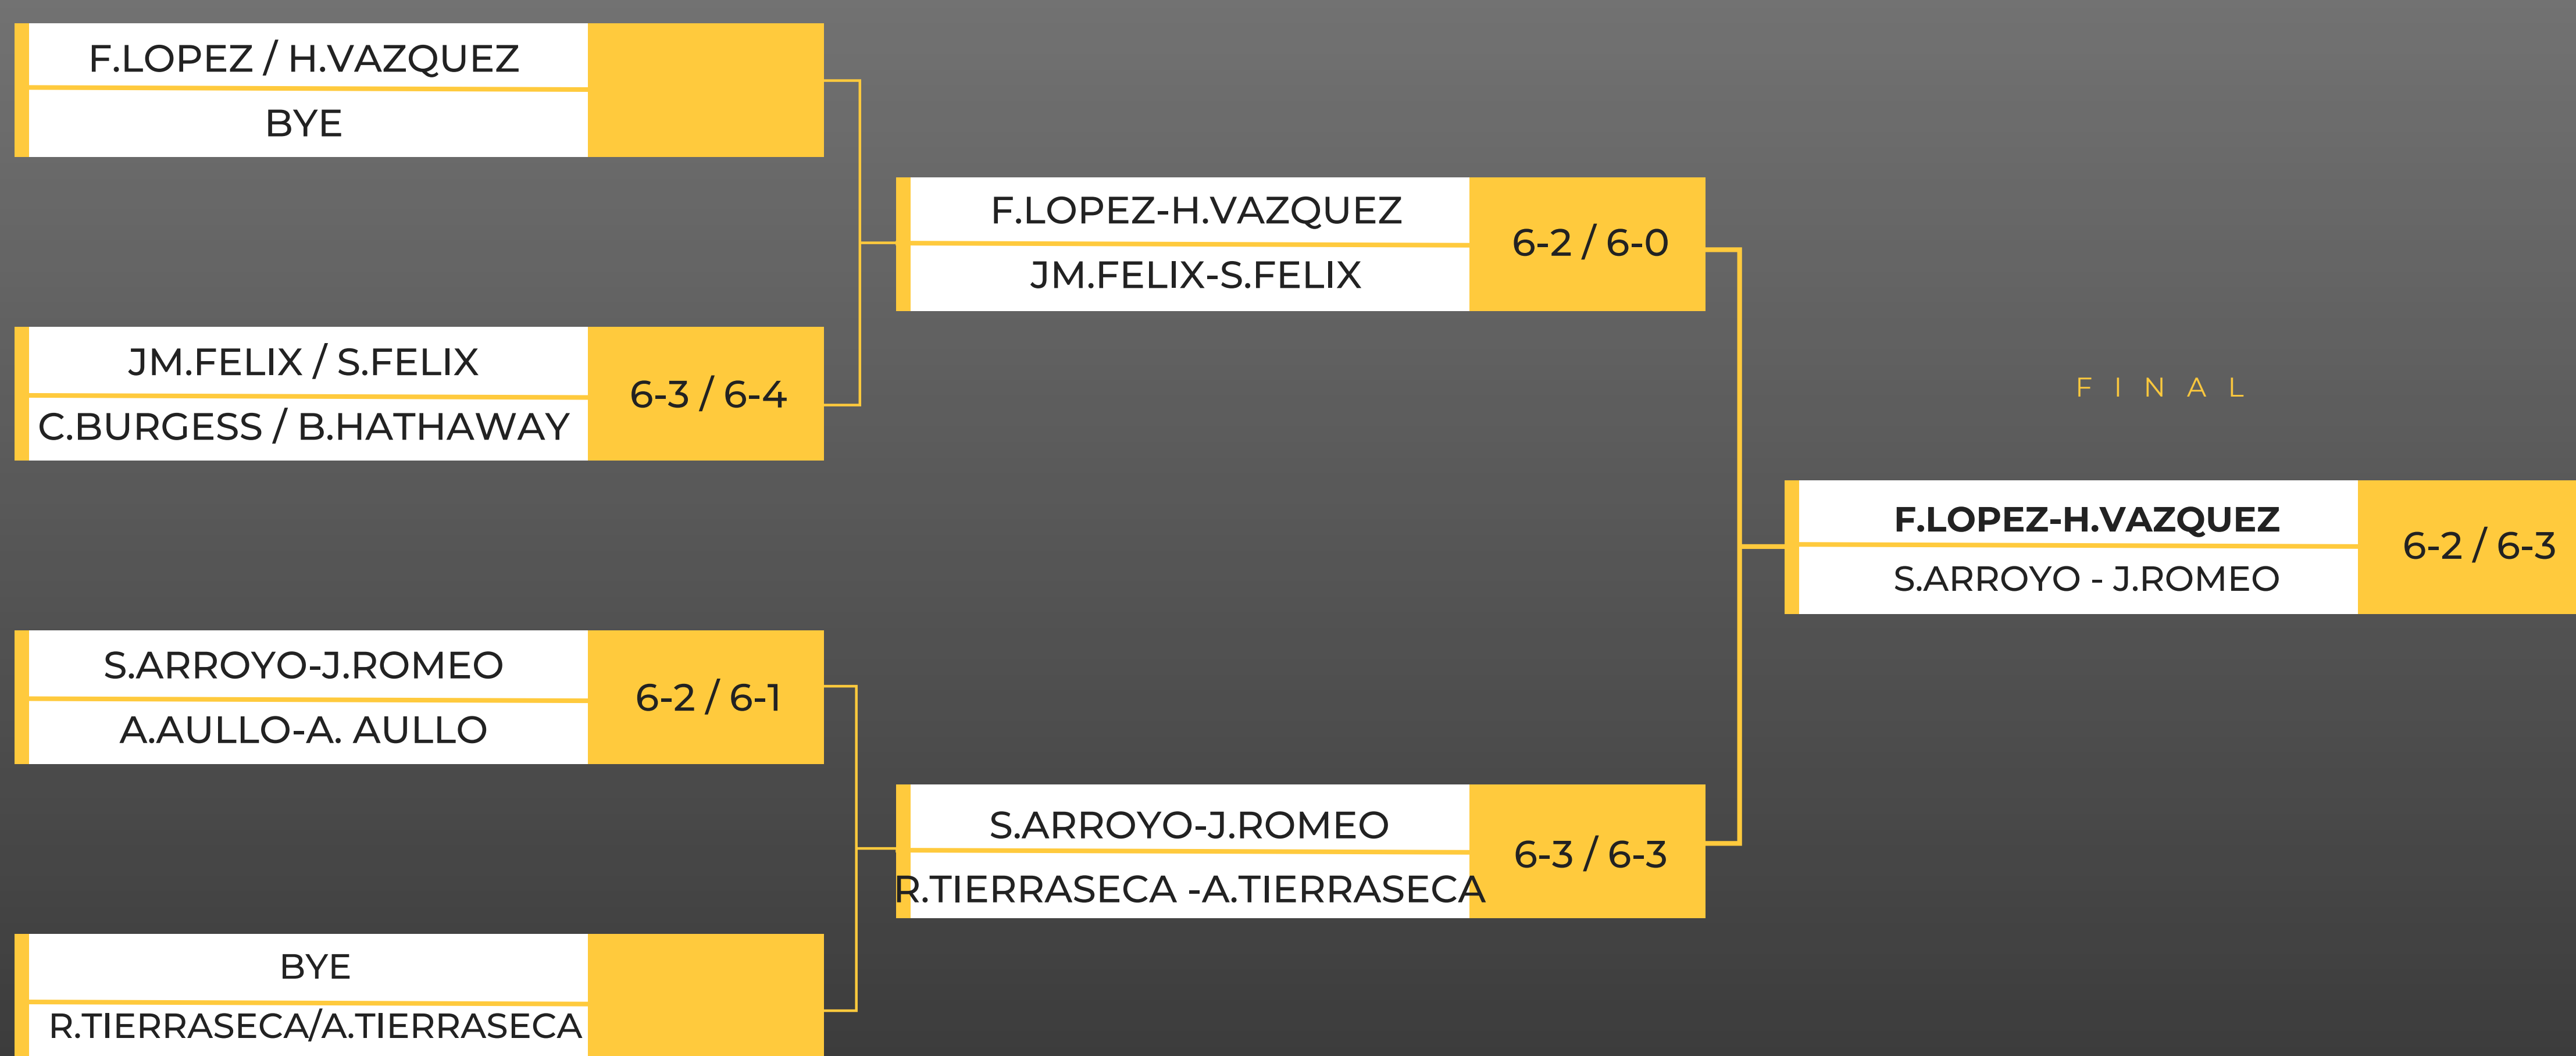 F.LOPEZ / H.VAZQUEZ
BYE
JM.FELIX / S.FELIX
C.BURGESS / B.HATHAWAY
6-3 / 6-4
S.ARROYO-J.ROMEO
A.AULLO-A. AULLO
6-2 / 6-1
BYE
R.TIERRASECA/A.TIERRASECA
F.LOPEZ-H.VAZQUEZ
JM.FELIX-S.FELIX
6-2 / 6-0
S.ARROYO-J.ROMEO
R.TIERRASECA -A.TIERRASECA
6-3 / 6-3
FINAL
F.LOPEZ-H.VAZQUEZ
S.ARROYO - J.ROMEO
6-2 / 6-3